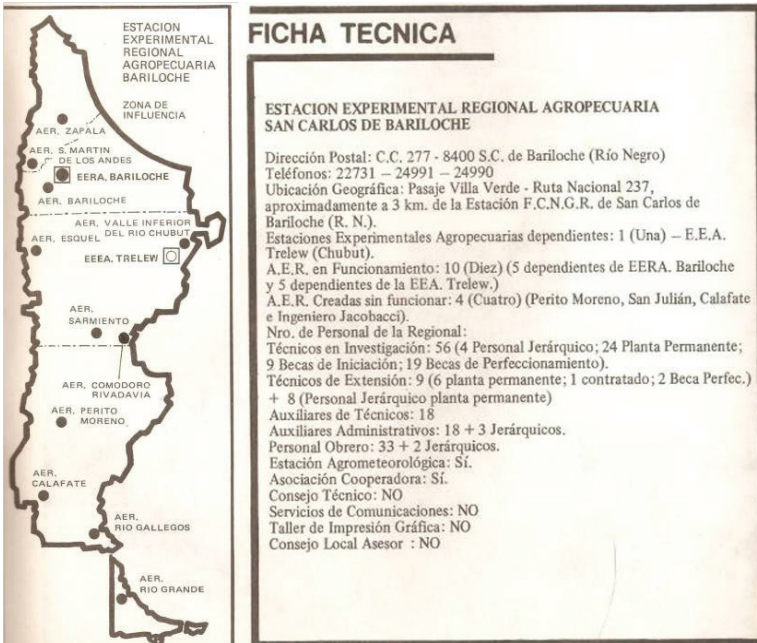 ESTACION
EXPERIMENTAL
REGIONAL
AGROPECUARIA
BARILOCHE
ZONA DE
INFLUENCIA
AER. ZAPALA
AER. S. MARTIN
DE LOS ANDES
EERA. BARILOCHE
AER. BARILOCHE
AER. VALLE INFERIOR
DEL RIO CHUBUT
AER. ESQUEL
EEEA. TRELEW
AER.
SARMIENTO
AER. COMODORO
RIVADAVIA
AER. PERITO
MORENO
AER.
CALAFATE
AER.
RIO GALLEGOS
AER.
RIO GRANDE
FICHA TECNICA
ESTACION EXPERIMENTAL REGIONAL AGROPECUARIA
SAN CARLOS DE BARILOCHE
Dirección Postal: C.C. 277 - 8400 S.C. de Bariloche (Río Negro)
Teléfonos: 22731 – 24991 – 24990
Ubicación Geográfica: Pasaje Villa Verde - Ruta Nacional 237,
aproximadamente a 3 km. de la Estación F.C.N.G.R. de San Carlos de
Bariloche (R. N.).
Estaciones Experimentales Agropecuarias dependientes: 1 (Una) – E.E.A.
Trelew (Chubut).
A.E.R. en Funcionamiento: 10 (Diez) (5 dependientes de EERA. Bariloche
y 5 dependientes de la EEA. Trelew.)
A.E.R. Creadas sin funcionar: 4 (Cuatro) (Perito Moreno, San Julián, Calafate
e Ingeniero Jacobacci).
Nro. de Personal de la Regional:
Técnicos en Investigación: 56 (4 Personal Jerárquico; 24 Planta Permanente;
9 Becas de Iniciación; 19 Becas de Perfeccionamiento).
Técnicos de Extensión: 9 (6 planta permanente; 1 contratado; 2 Beca Perfec.)
+ 8 (Personal Jerárquico planta permanente)
Auxiliares de Técnicos: 18
Auxiliares Administrativos: 18 + 3 Jerárquicos.
Personal Obrero: 33 + 2 Jerárquicos.
Estación Agrometeorológica: Sí.
Asociación Cooperadora: Sí.
Consejo Técnico: NO
Servicios de Comunicaciones: NO
Taller de Impresión Gráfica: NO
Consejo Local Asesor : NO